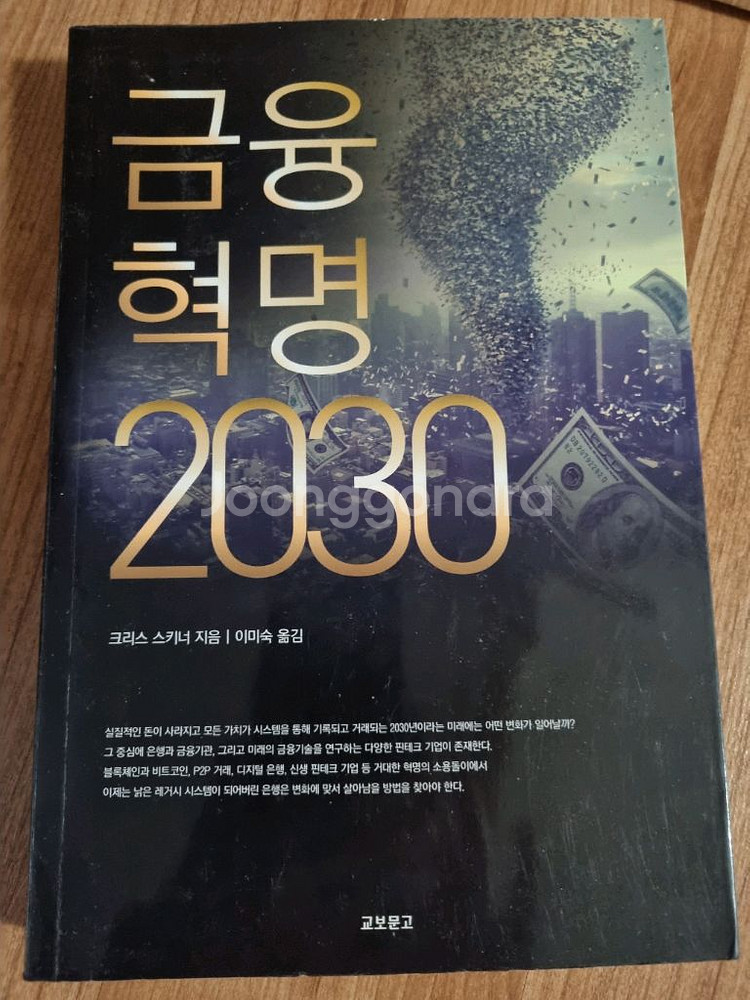 금융
혁명
2030
Joonggonara
크리스 스키너 지음 | 이미숙 옮김
실질적인 돈이 사라지고 모든 가치가 시스템을 통해 기록되고 거래되는 2030년이라는 미래에는 어떤 변화가 일어날까?
그 중심에 은행과 금융기관, 그리고 미래의 금융기술을 연구하는 다양한 핀테크 기업이 존재한다.
블록체인과 비트코인, P2P 거래, 디지털 은행, 신생 핀테크 기업 등 거대한 혁명의 소용돌이에서
이제는 낡은 레거시 시스템이 되어버린 은행은 변화에 맞서 살아남을 방법을 찾아야 한다.
교보문고